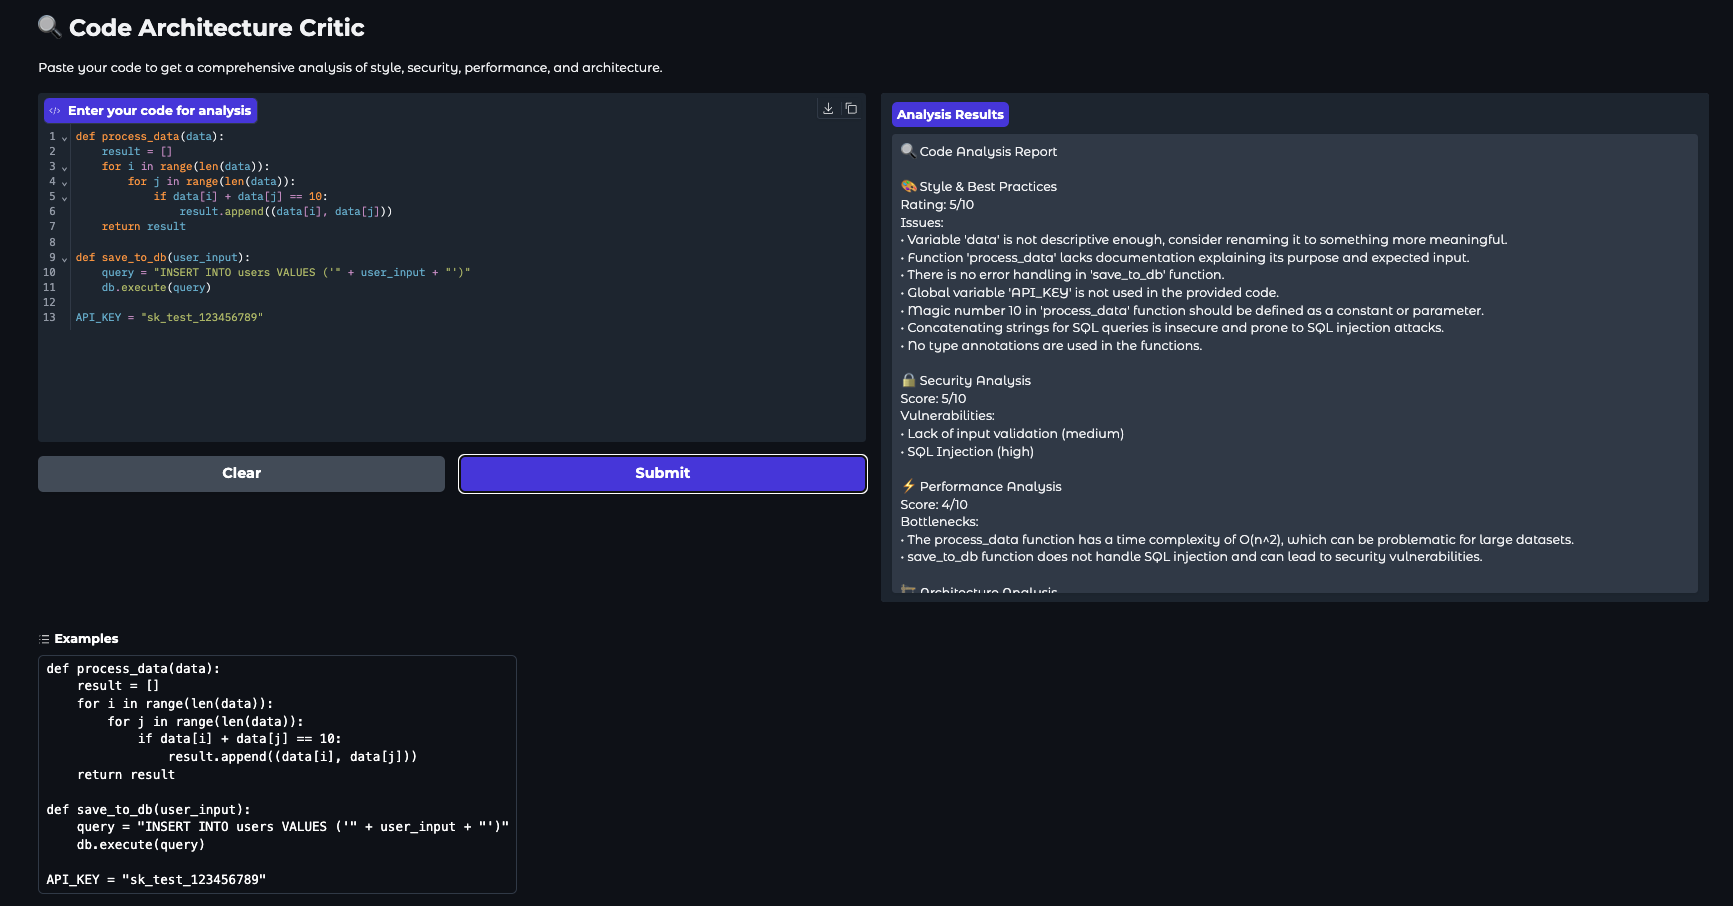 🔍 Code Architecture Critic
Paste your code to get a comprehensive analysis of style, security, performance, and architecture.
</> Enter your code for analysis
1 def process_data(data):
2     result = []
3     for i in range(len(data)):
4         for j in range(len(data)):
5             if data[i] + data[j] == 10:
6                 result.append((data[i], data[j]))
7     return result
8
9 def save_to_db(user_input):
10     query = "INSERT INTO users VALUES ('" + user_input + "')"
11     db.execute(query)
12
13 API_KEY = "sk_test_123456789"
Clear
Submit
Analysis Results
🔍 Code Analysis Report
🎨 Style & Best Practices
Rating: 5/10
Issues:
• Variable 'data' is not descriptive enough, consider renaming it to something more meaningful.
• Function 'process_data' lacks documentation explaining its purpose and expected input.
• There is no error handling in 'save_to_db' function.
• Global variable 'API_KEY' is not used in the provided code.
• Magic number 10 in 'process_data' function should be defined as a constant or parameter.
• Concatenating strings for SQL queries is insecure and prone to SQL injection attacks.
• No type annotations are used in the functions.
🔒 Security Analysis
Score: 5/10
Vulnerabilities:
• Lack of input validation (medium)
• SQL Injection (high)
⚡ Performance Analysis
Score: 4/10
Bottlenecks:
• The process_data function has a time complexity of O(n^2), which can be problematic for large datasets.
• save_to_db function does not handle SQL injection and can lead to security vulnerabilities.
🏗️ Architecture Analysis
Examples
def process_data(data):
    result = []
    for i in range(len(data)):
        for j in range(len(data)):
            if data[i] + data[j] == 10:
                result.append((data[i], data[j]))
    return result
def save_to_db(user_input):
    query = "INSERT INTO users VALUES ('" + user_input + "')"
    db.execute(query)
API_KEY = "sk_test_123456789"